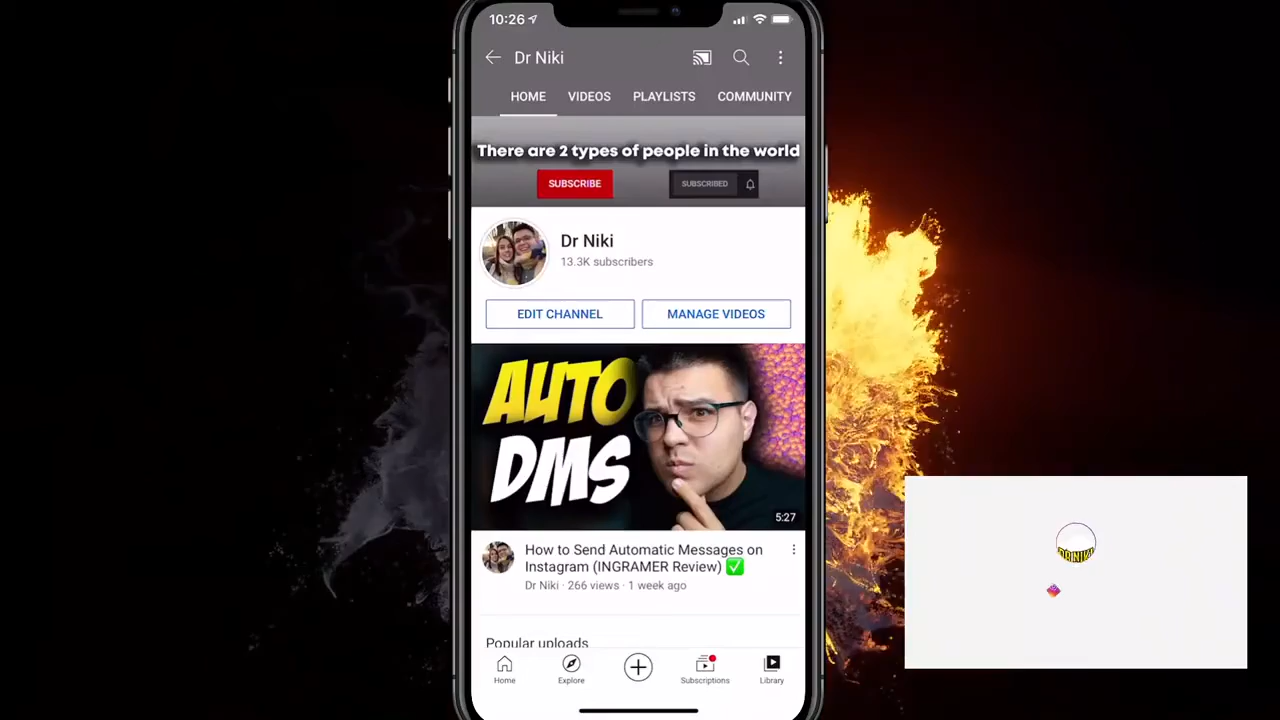 10:26
Dr Niki
HOME VIDEOS PLAYLISTS COMMUNITY
There are 2 types of people in the world
SUBSCRIBE SUBSCRIBED
Dr Niki
13.3K subscribers
EDIT CHANNEL MANAGE VIDEOS
AUTO
DMS
5:27
How to Send Automatic Messages on
Instagram (INGRAMER Review) ✅
Dr Niki · 266 views · 1 week ago
Popular uploads
Home Explore Subscriptions Library